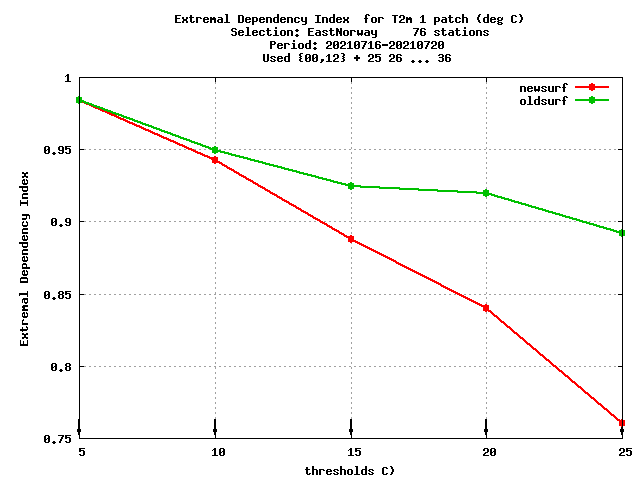 Extremal Dependency Index  for T2m 1 patch (deg C)
Selection: EastNorway     76 stations
Period: 20210716-20210720
Used {00,12} + 25 26 ... 36
newsurf
oldsurf
1
0.95
0.9
0.85
0.8
0.75
Extremal Dependency Index
5 10 15 20 25
thresholds C)